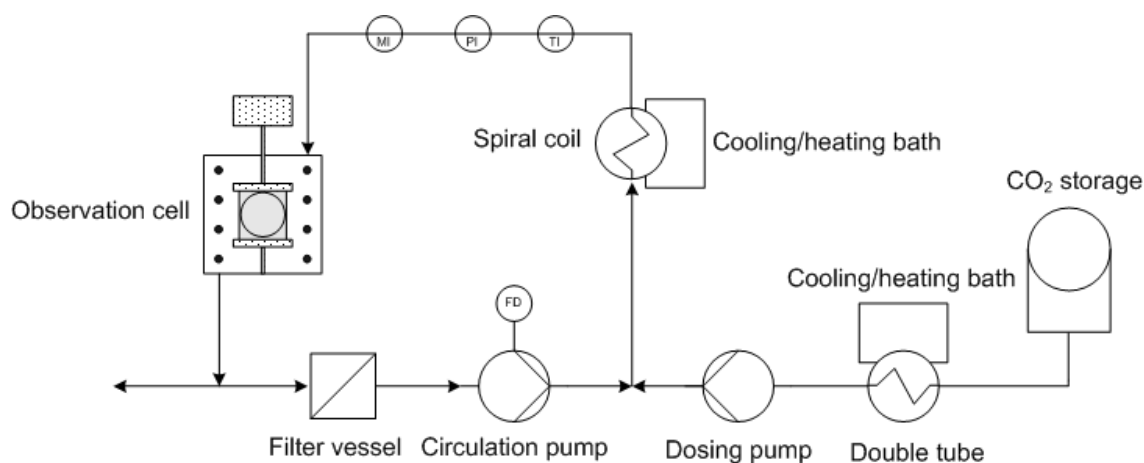 MI
PI
TI
Spiral coil
Cooling/heating bath
CO₂ storage
Observation cell
Cooling/heating bath
FD
Filter vessel
Circulation pump
Dosing pump
Double tube